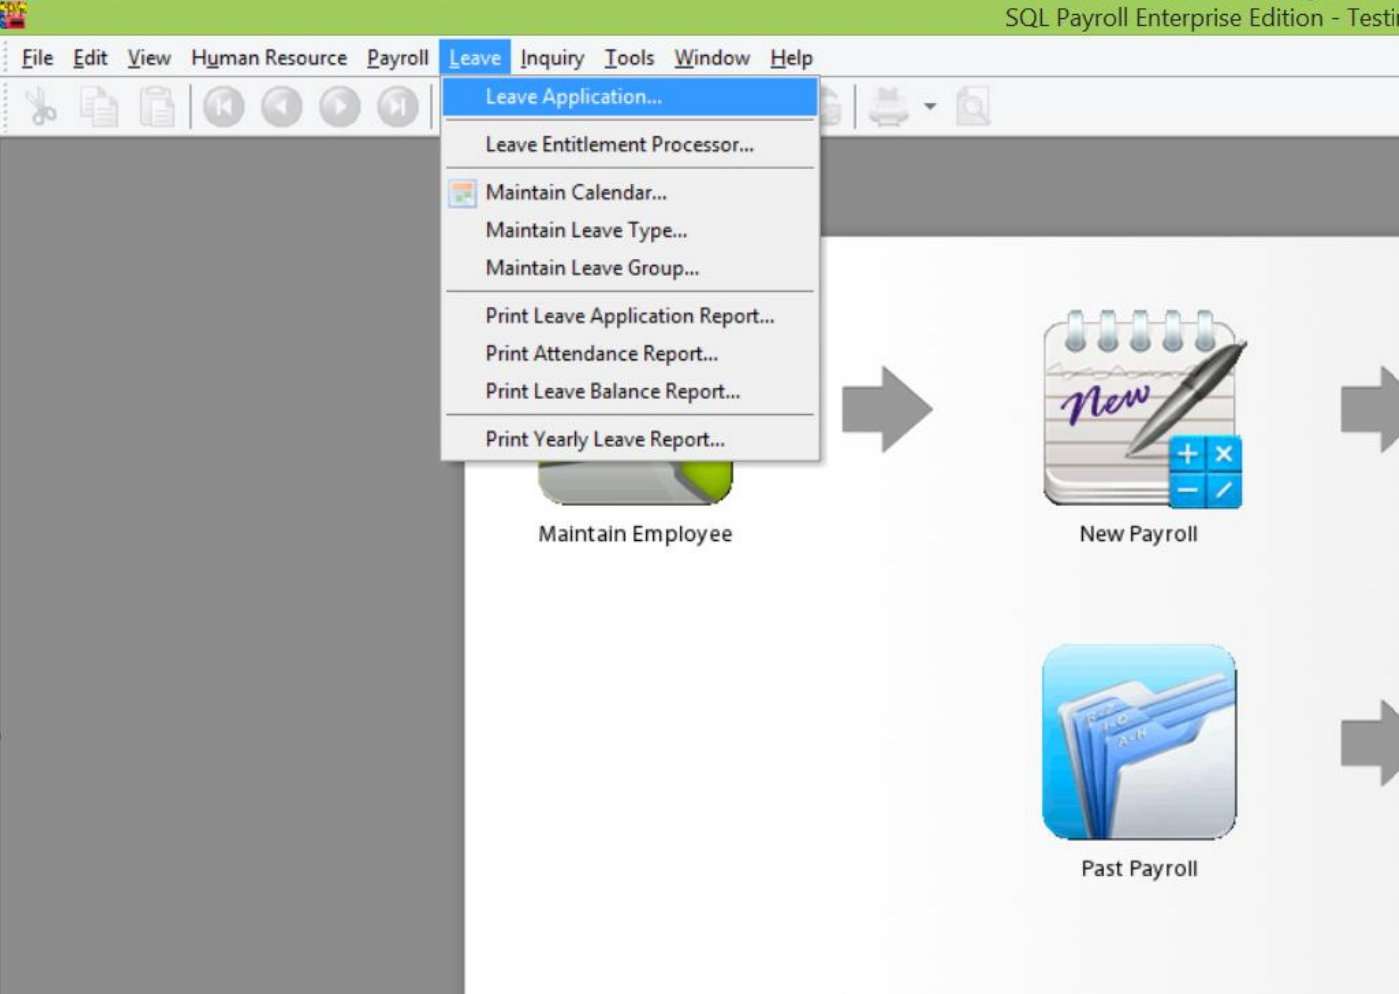 SQL Payroll Enterprise Edition - Testi
File Edit View Human Resource Payroll Leave Inquiry Tools Window Help
Leave Application...
Leave Entitlement Processor...
Maintain Calendar...
Maintain Leave Type...
Maintain Leave Group...
Print Leave Application Report...
Print Attendance Report...
Print Leave Balance Report...
Print Yearly Leave Report...
New
Maintain Employee
New Payroll
I-Q
A-H
Past Payroll